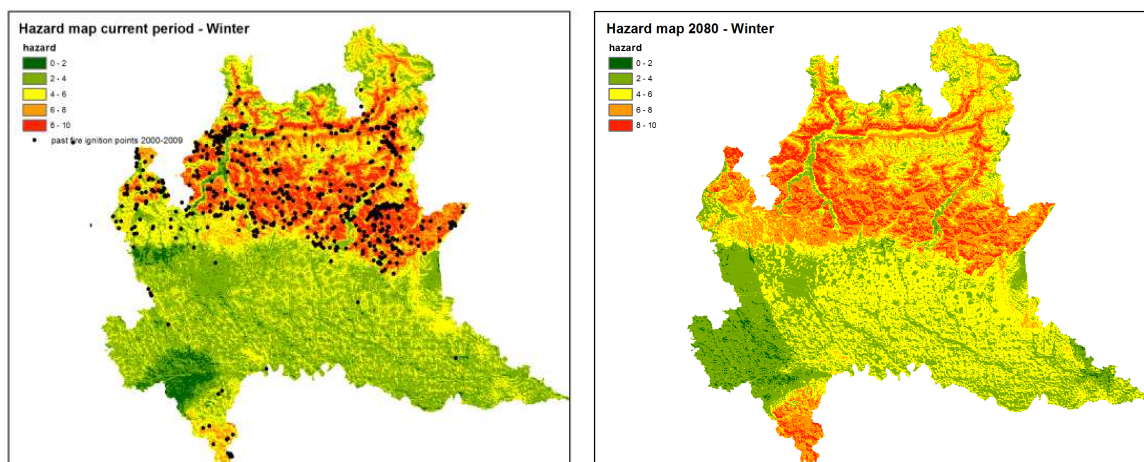 Hazard map current period - Winter
hazard
0 - 2
2 - 4
4 - 6
6 - 8
8 - 10
past fire ignition points 2000-2009
Hazard map 2080 - Winter
hazard
0 - 2
2 - 4
4 - 6
6 - 8
8 - 10